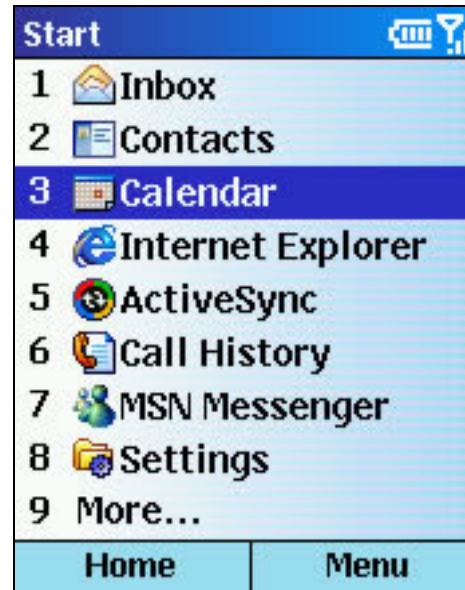 Start
1 Inbox
2 Contacts
3 Calendar
4 Internet Explorer
5 ActiveSync
6 Call History
7 MSN Messenger
8 Settings
9 More...
Home Menu